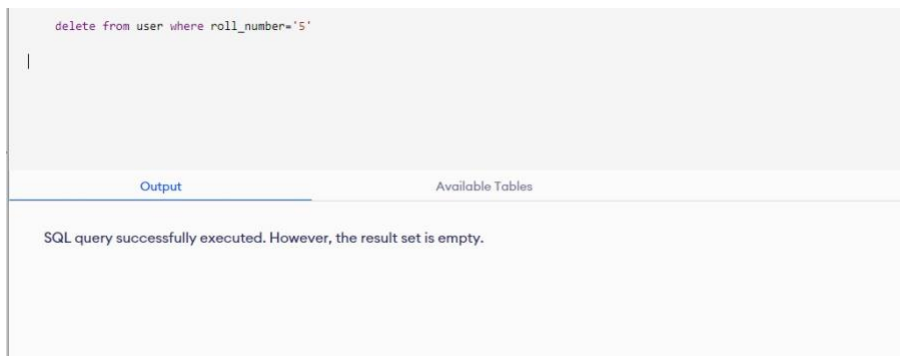 delete from user where roll_number='5'
Output Available Tables
SQL query successfully executed. However, the result set is empty.